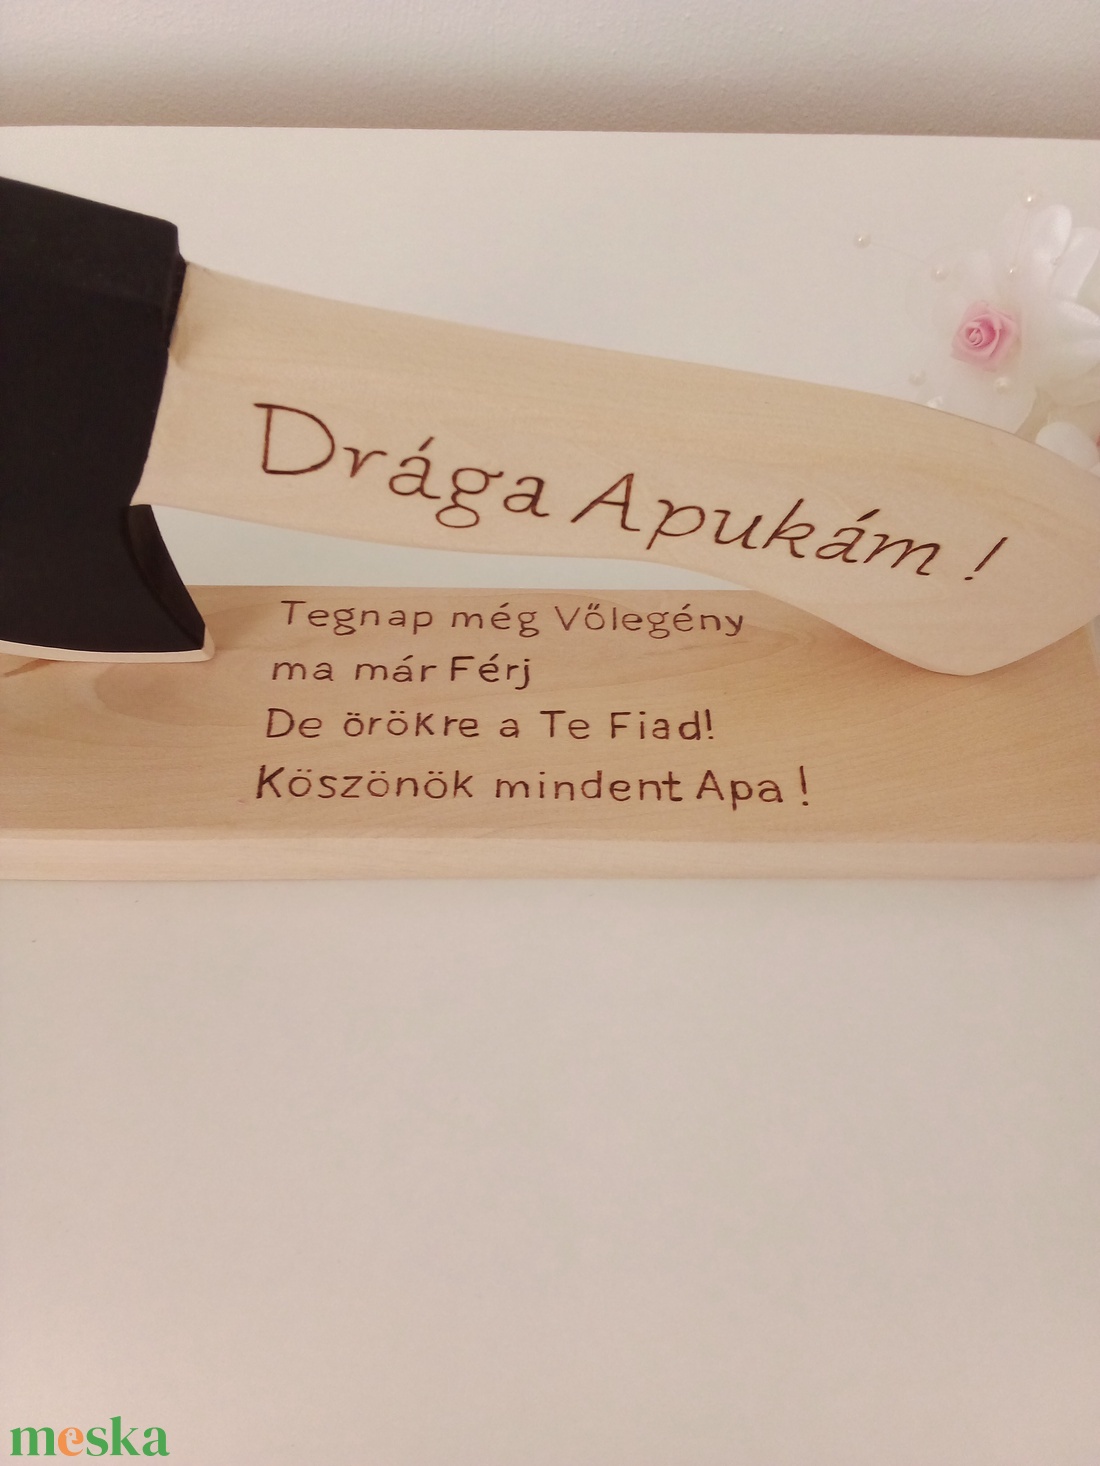 Drága Apukám !
Tegnap még Vőlegény
ma már Férj
De örökre a Te Fiad!
Köszönök mindent Apa !
meska